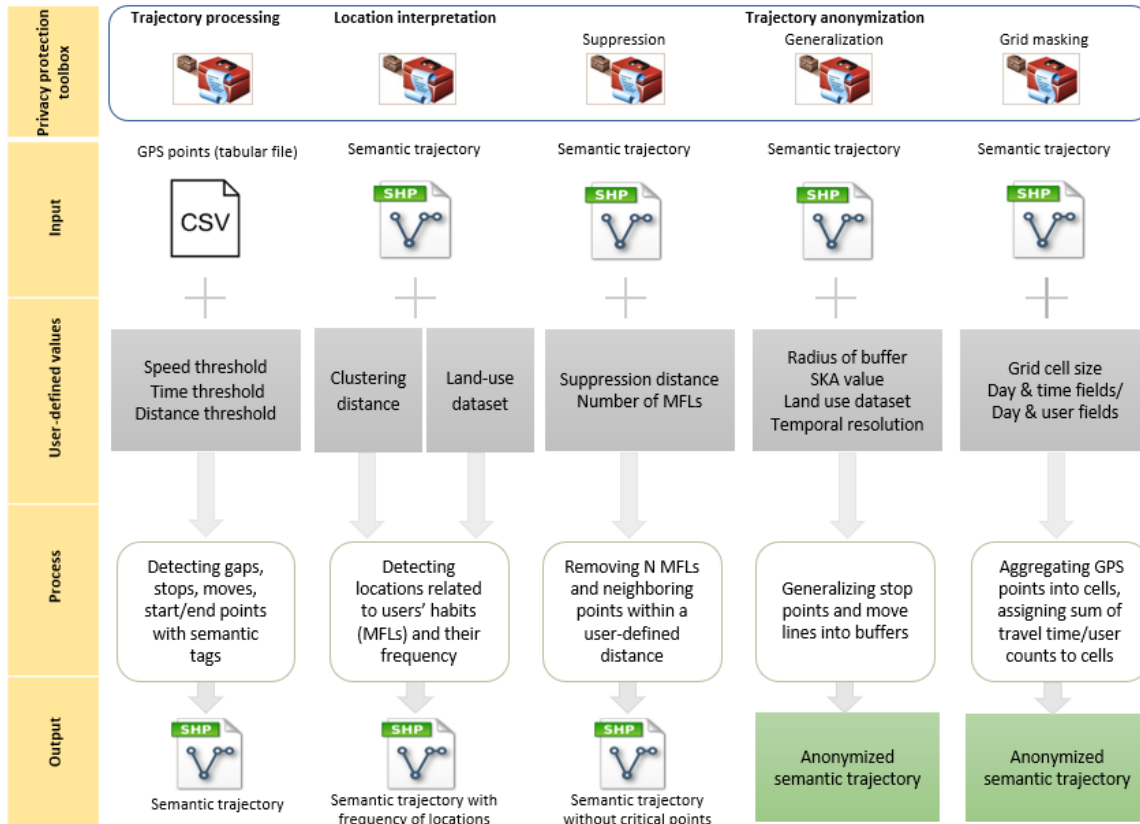 Privacy protection
toolbox
Trajectory processing
Location interpretation
Trajectory anonymization
Suppression
Generalization
Grid masking
Input
GPS points (tabular file)
Semantic trajectory
Semantic trajectory
Semantic trajectory
Semantic trajectory
CSV
SHP
SHP
SHP
SHP
User-defined values
Speed threshold
Time threshold
Distance threshold
Clustering
distance
Land-use
dataset
Suppression distance
Number of MFLs
Radius of buffer
SKA value
Land use dataset
Temporal resolution
Grid cell size
Day & time fields/
Day & user fields
Process
Detecting gaps,
stops, moves,
start/end points
with semantic
tags
Detecting
locations related
to users' habits
(MFLs) and their
frequency
Removing N MFLs
and neighboring
points within a
user-defined
distance
Generalizing stop
points and move
lines into buffers
Aggregating GPS
points into cells,
assigning sum of
travel time/user
counts to cells
Output
SHP
Semantic trajectory
SHP
Semantic trajectory with
frequency of locations
SHP
Semantic trajectory
without critical points
Anonymized
semantic trajectory
Anonymized
semantic trajectory